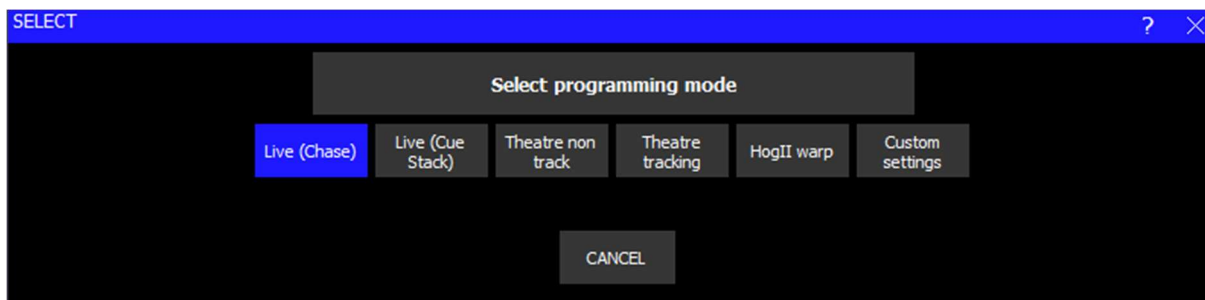 SELECT ? X
Select programming mode
Live (Chase)
Live (Cue
Stack)
Theatre non
track
Theatre
tracking
HogII warp
Custom
settings
CANCEL